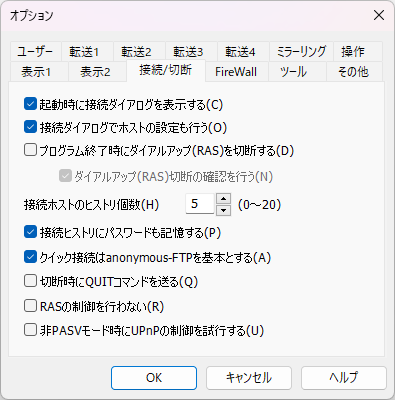 オプション
ユーザー 転送1 転送2 転送3 転送4 ミラーリング 操作
表示1 表示2 接続/切断 FireWall ツール その他
起動時に接続ダイアログを表示する(C)
接続ダイアログでホストの設定も行う(O)
プログラム終了時にダイアルアップ(RAS)を切断する(D)
ダイアルアップ(RAS)切断の確認を行う(N)
接続ホストのヒストリ個数(H) 5 (0～20)
接続ヒストリにパスワードも記憶する(P)
クイック接続はanonymous-FTPを基本とする(A)
切断時にQUITコマンドを送る(Q)
RASの制御を行わない(R)
非PASVモード時にUPnPの制御を試行する(U)
OK キャンセル ヘルプ